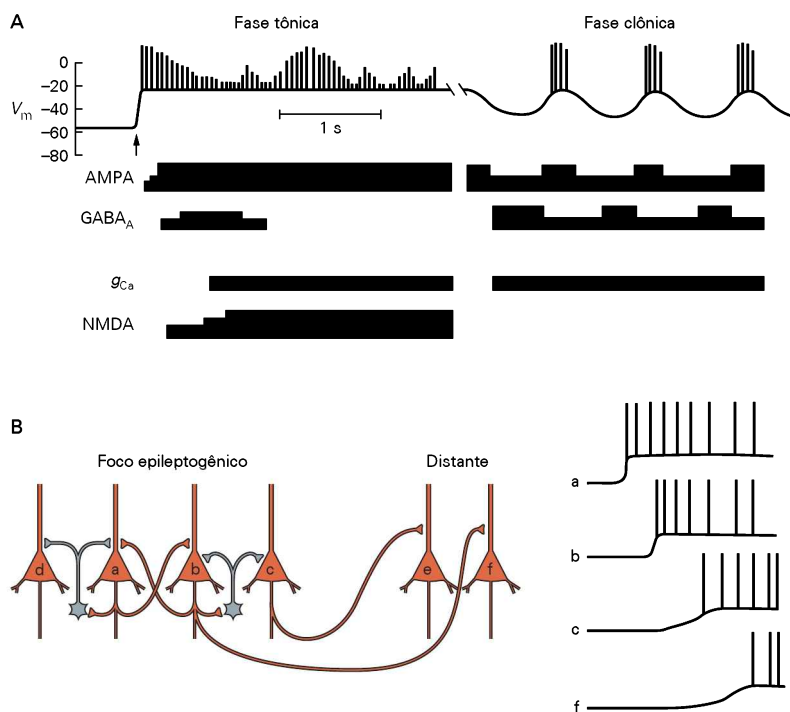 A
Fase tônica
Fase clônica
0
−20
−40
−60
−80
Vm
1 s
AMPA
GABAA
gCa
NMDA
B
Foco epileptogênico
Distante
d
a
b
c
e
f
a
b
c
f